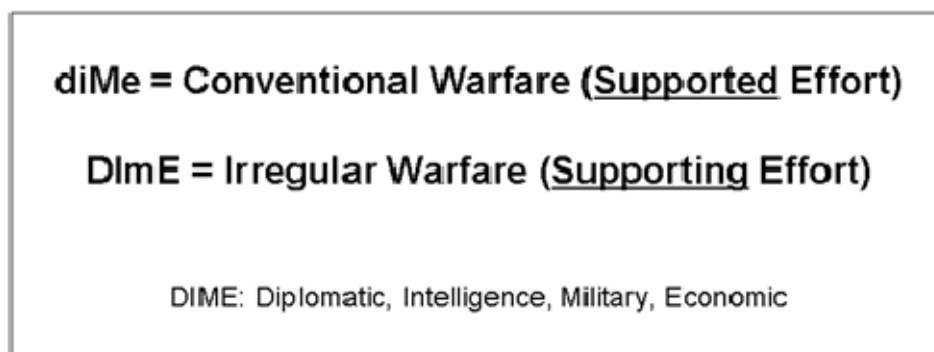 diMe = Conventional Warfare (Supported Effort)
DImE = Irregular Warfare (Supporting Effort)
DIME: Diplomatic, Intelligence, Military, Economic